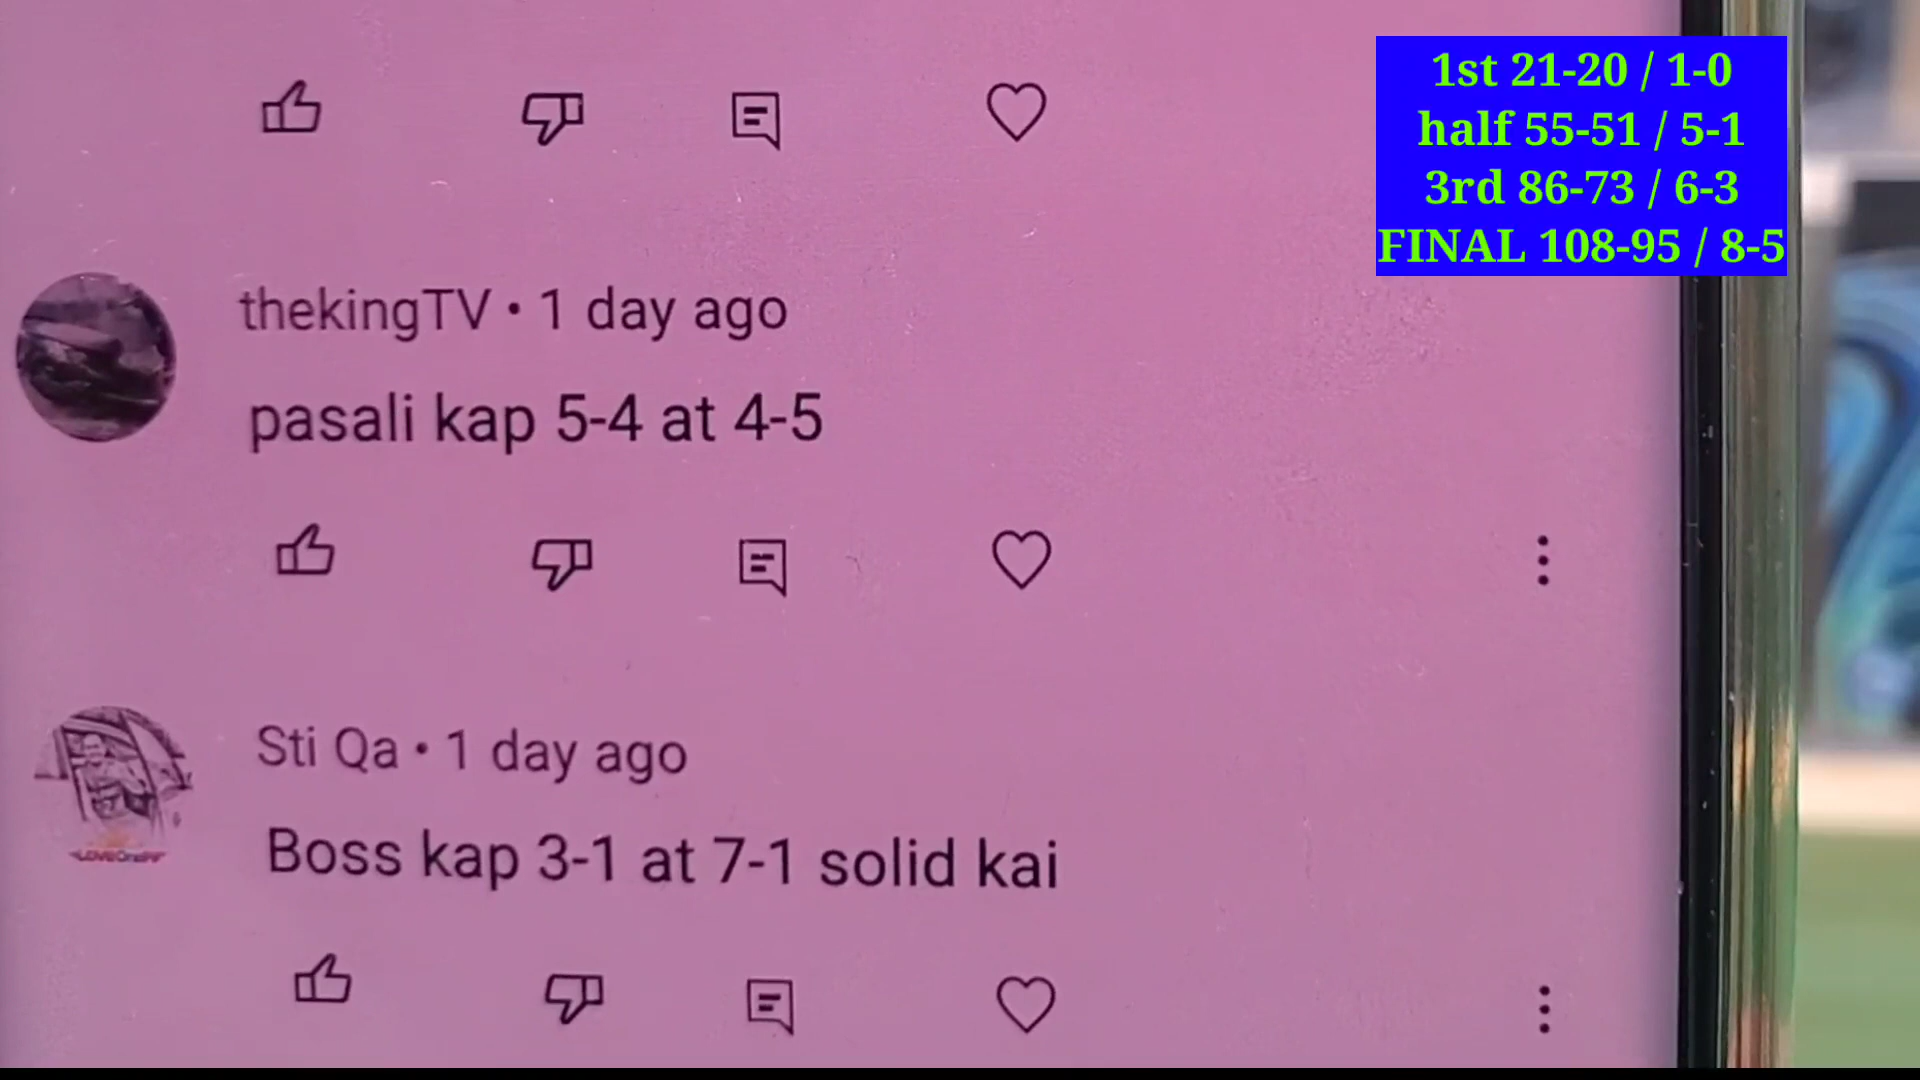 1st 21-20 / 1-0
half 55-51 / 5-1
3rd 86-73 / 6-3
FINAL 108-95 / 8-5
thekingTV • 1 day ago
pasali kap 5-4 at 4-5
Sti Qa • 1 day ago
Boss kap 3-1 at 7-1 solid kai